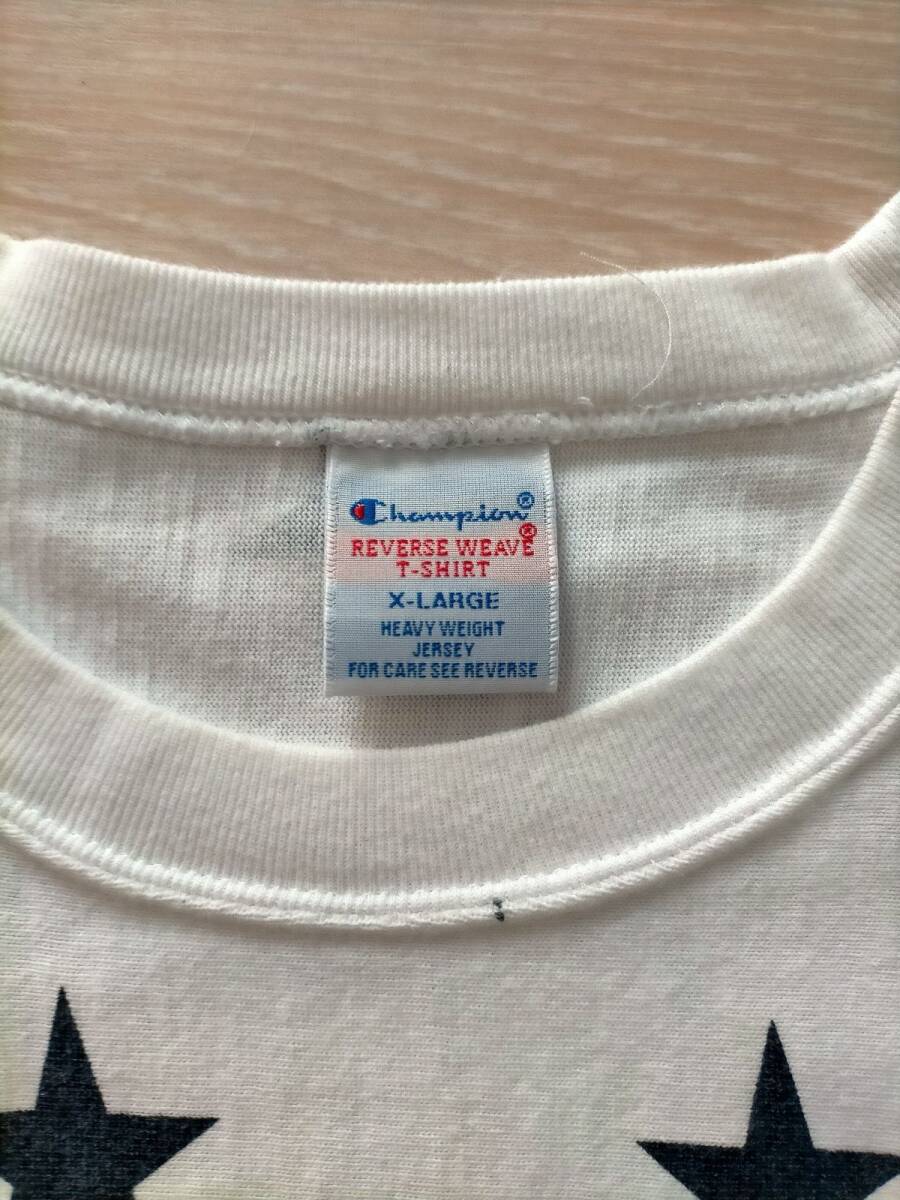 Champion®
REVERSE WEAVE®
T-SHIRT
X-LARGE
HEAVY WEIGHT
JERSEY
FOR CARE SEE REVERSE